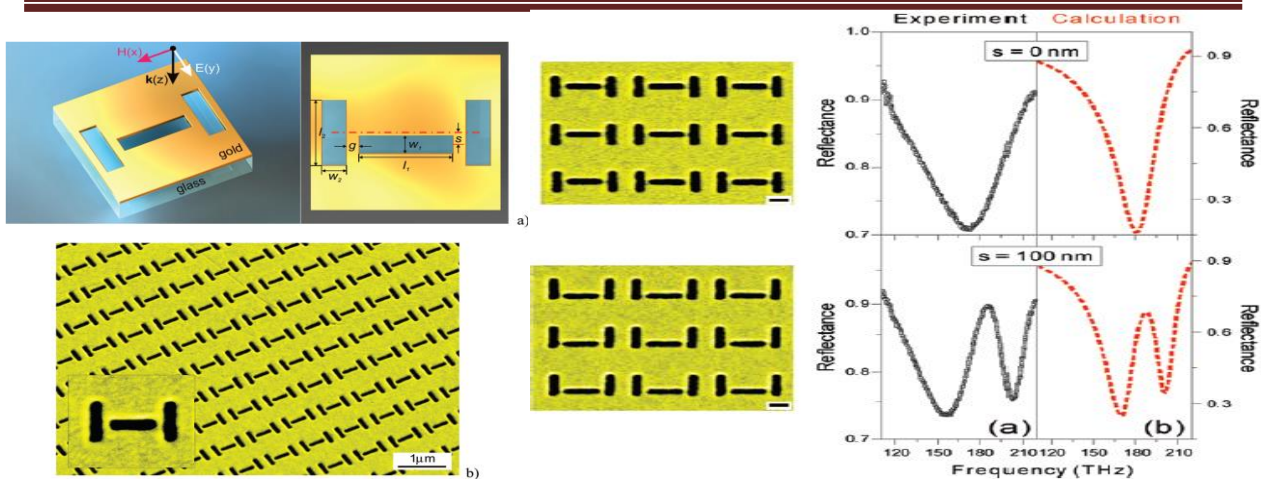 H(x)
E(y)
k(z)
gold
glass
l₂
g
w₁
s
l₁
w₂
a)
1µm
b)
Experiment Calculation
s = 0 nm
1.0
0.9
0.8
0.7
Reflectance
0.9
0.6
0.3
Reflectance
s = 100 nm
0.9
0.8
0.7
Reflectance
0.9
0.6
0.3
Reflectance
(a) (b)
120 150 180 210 120 150 180 210
Frequency (THz)